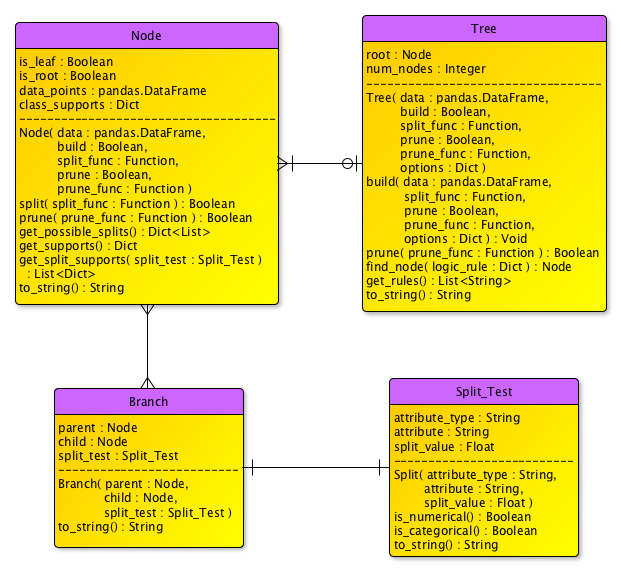 Node
is_leaf : Boolean
is_root : Boolean
data_points : pandas.DataFrame
class_supports : Dict
Node( data : pandas.DataFrame,
build : Boolean,
split_func : Function,
prune : Boolean,
prune_func : Function )
split( split_func : Function ) : Boolean
prune( prune_func : Function ) : Boolean
get_possible_splits() : Dict<List>
get_supports() : Dict
get_split_supports( split_test : Split_Test )
: List<Dict>
to_string() : String
Tree
root : Node
num_nodes : Integer
Tree( data : pandas.DataFrame,
build : Boolean,
split_func : Function,
prune : Boolean,
prune_func : Function,
options : Dict )
build( data : pandas.DataFrame,
split_func : Function,
prune : Boolean,
prune_func : Function,
options : Dict ) : Void
prune( prune_func : Function ) : Boolean
find_node( logic_rule : Dict ) : Node
get_rules() : List<String>
to_string() : String
Branch
parent : Node
child : Node
split_test : Split_Test
Branch( parent : Node,
child : Node,
split_test : Split_Test )
to_string() : String
Split_Test
attribute_type : String
attribute : String
split_value : Float
Split( attribute_type : String,
attribute : String,
split_value : Float )
is_numerical() : Boolean
is_categorical() : Boolean
to_string() : String